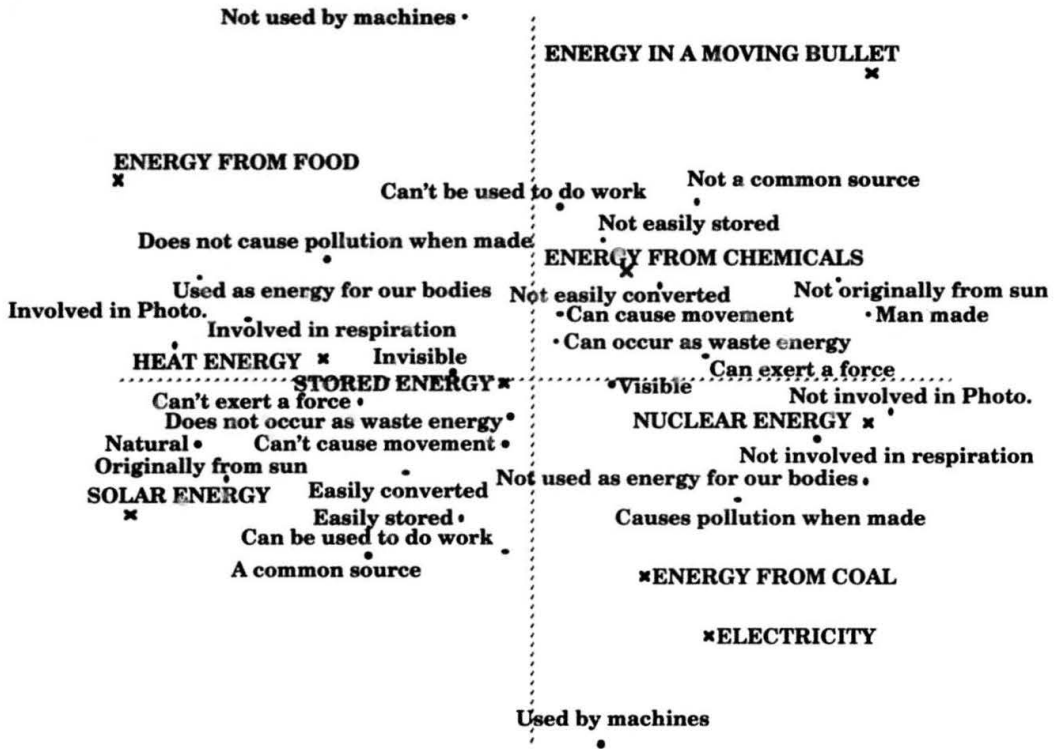 Not used by machines
ENERGY IN A MOVING BULLET
ENERGY FROM FOOD
Can't be used to do work
Not a common source
Not easily stored
Does not cause pollution when made
ENERGY FROM CHEMICALS
Used as energy for our bodies
Not easily converted
Not originally from sun
Involved in Photo.
Can cause movement
Man made
Involved in respiration
Can occur as waste energy
HEAT ENERGY
Invisible
Can exert a force
STORED ENERGY
Visible
Can't exert a force
Not involved in Photo.
Does not occur as waste energy
NUCLEAR ENERGY
Natural
Can't cause movement
Not involved in respiration
Originally from sun
Not used as energy for our bodies
SOLAR ENERGY
Easily converted
Easily stored
Causes pollution when made
Can be used to do work
A common source
ENERGY FROM COAL
ELECTRICITY
Used by machines